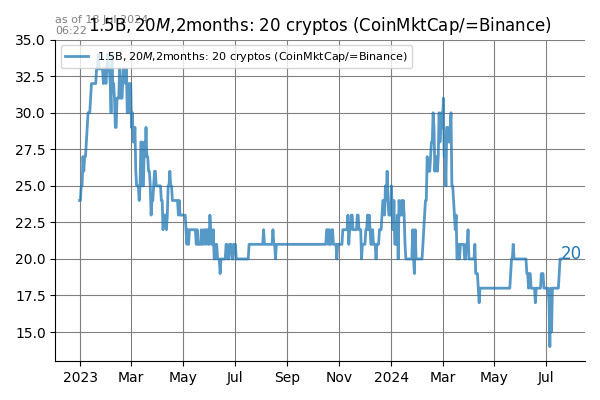 as of 18 Jul 2024
06:22
1.5B,20M,2months: 20 cryptos (CoinMktCap/=Binance)
1.5B,20M,2months: 20 cryptos (CoinMktCap/=Binance)
35.0
32.5
30.0
27.5
25.0
22.5
20.0
17.5
15.0
20
2023 Mar May Jul Sep Nov 2024 Mar May Jul